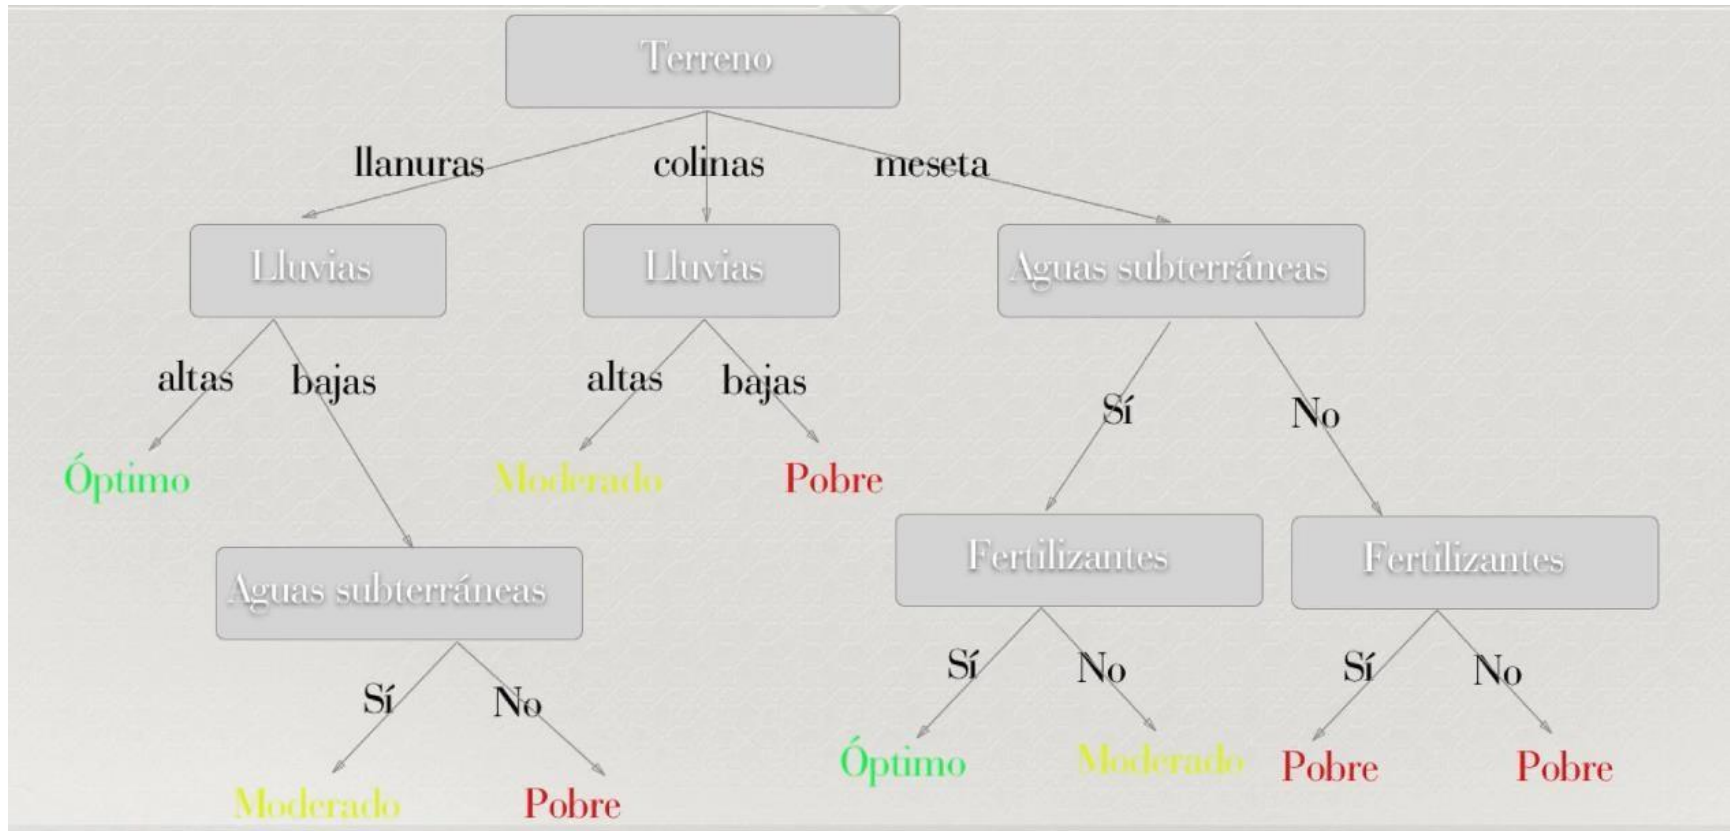 Terreno
llanuras
colinas
meseta
Lluvias
Lluvias
Aguas subterráneas
altas
bajas
altas
bajas
Sí
No
Óptimo
Moderado
Pobre
Fertilizantes
Fertilizantes
Aguas subterráneas
Sí
No
Sí
No
Sí
No
Óptimo
Moderado
Pobre
Pobre
Moderado
Pobre